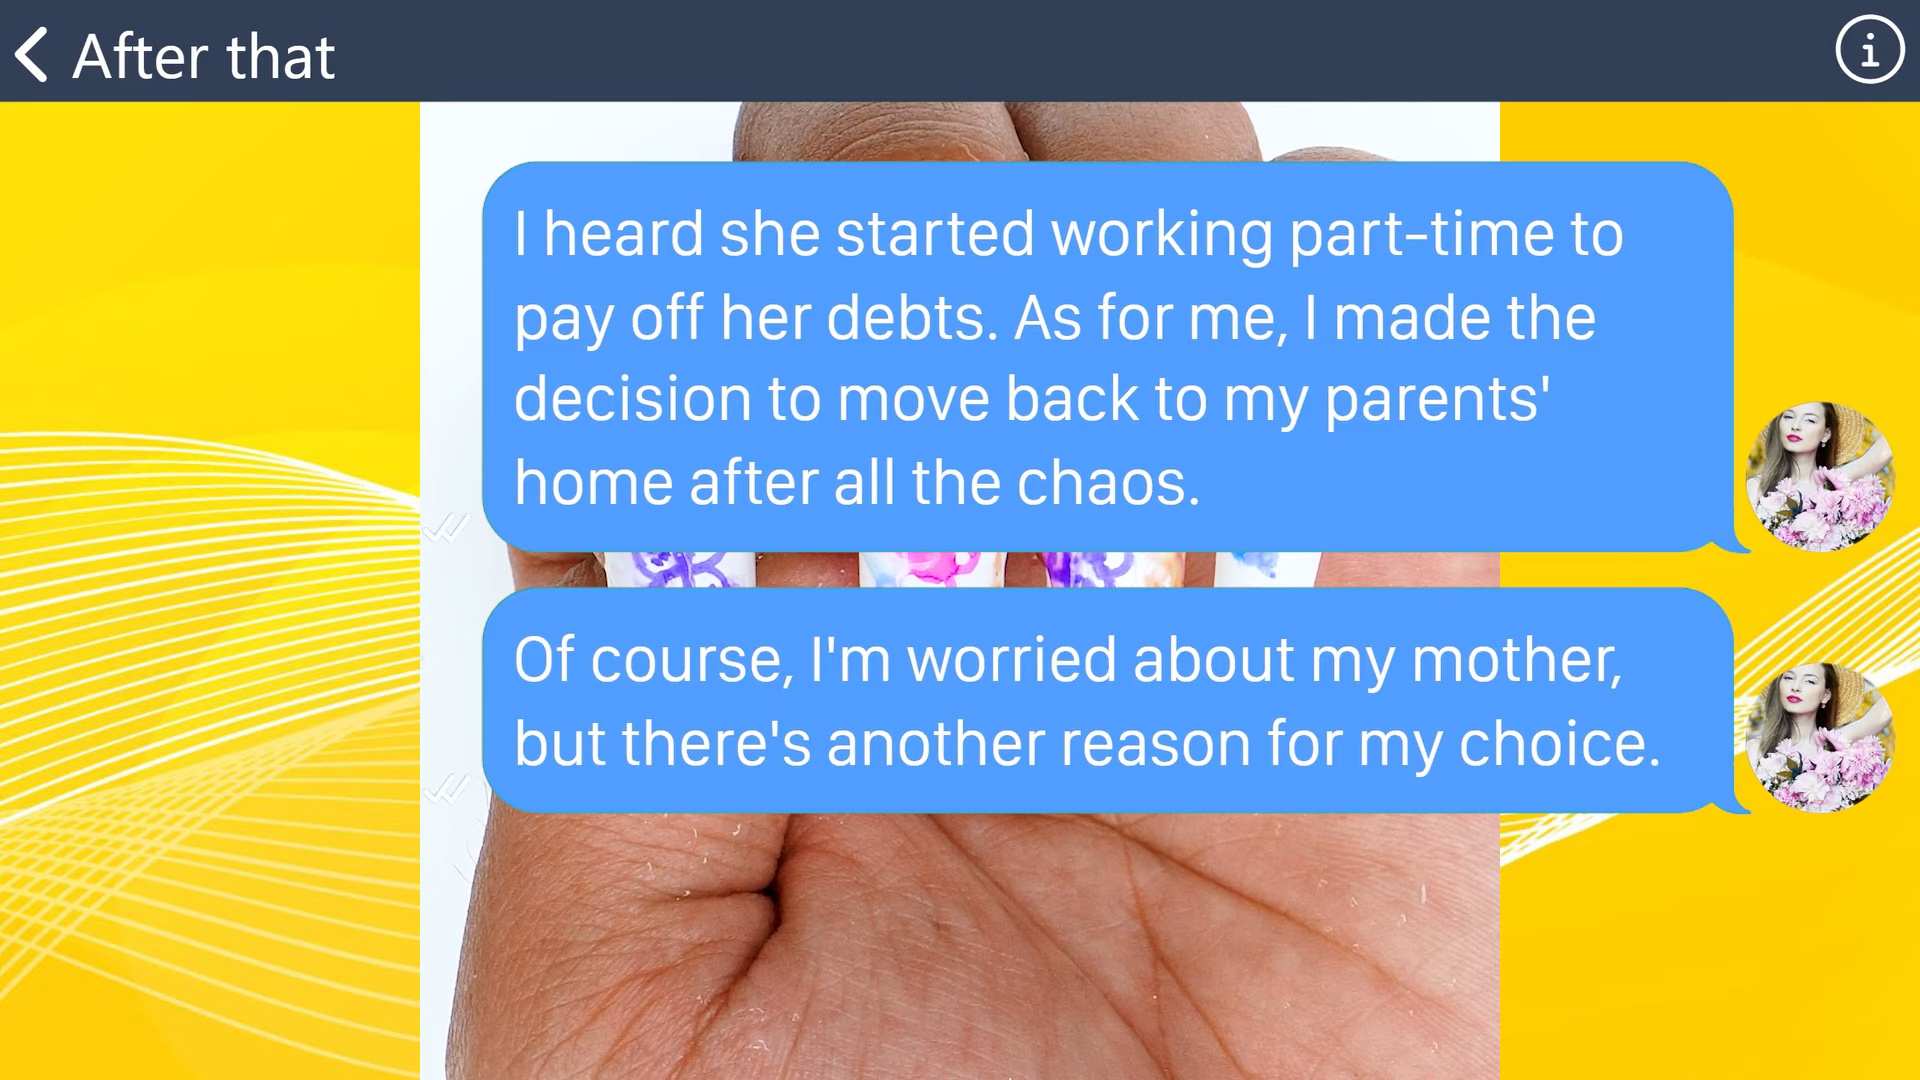 After that
I heard she started working part-time to
pay off her debts. As for me, I made the
decision to move back to my parents'
home after all the chaos.
Of course, I'm worried about my mother,
but there's another reason for my choice.